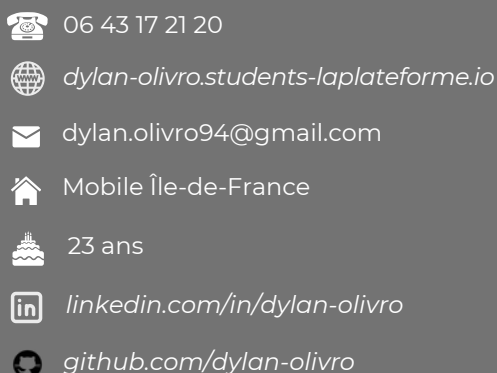 06 43 17 21 20
dylan-olivro.students-laplateforme.io
dylan.olivro94@gmail.com
Mobile Île-de-France
23 ans
linkedin.com/in/dylan-olivro
github.com/dylan-olivro